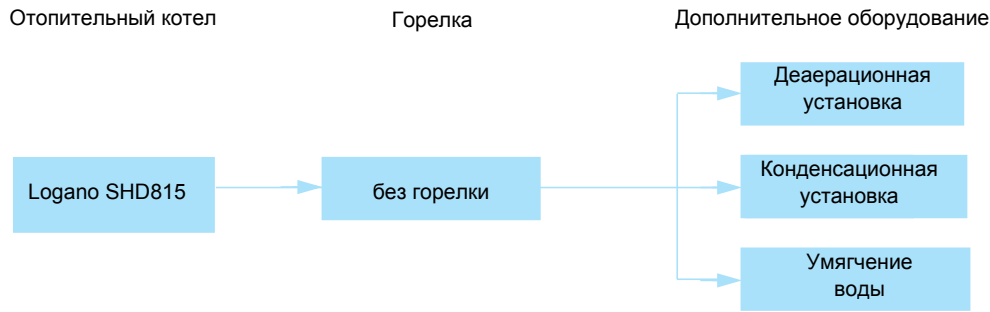 Отопительный котел
Горелка
Дополнительное оборудование
Logano SHD815
без горелки
Деаерационная
установка
Конденсационная
установка
Умягчение
воды